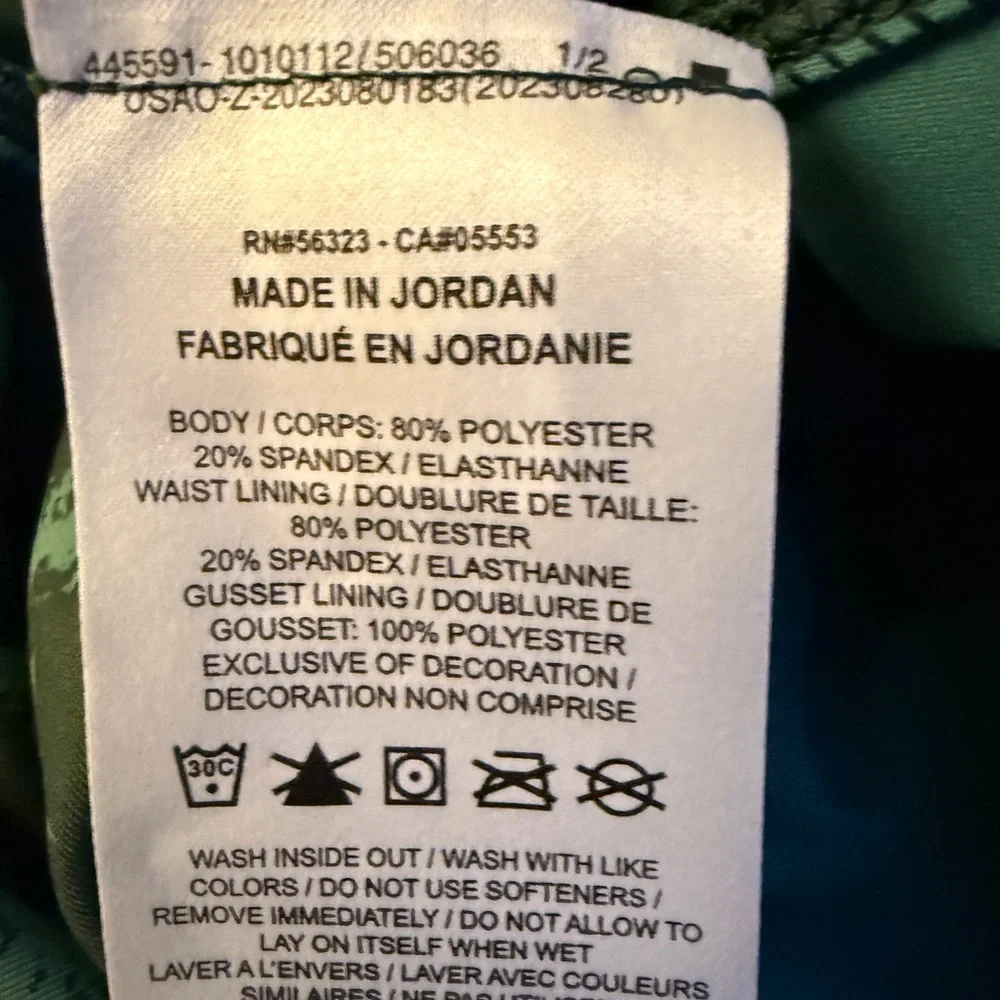 445591-1010112/506036 1/2
RN#56323 - CA#05553
MADE IN JORDAN
FABRIQUÉ EN JORDANIE
BODY / CORPS: 80% POLYESTER
20% SPANDEX / ELASTHANNE
WAIST LINING / DOUBLURE DE TAILLE:
80% POLYESTER
20% SPANDEX / ELASTHANNE
GUSSET LINING / DOUBLURE DE
GOUSSET: 100% POLYESTER
EXCLUSIVE OF DECORATION /
DECORATION NON COMPRISE
30C
WASH INSIDE OUT / WASH WITH LIKE
COLORS / DO NOT USE SOFTENERS /
REMOVE IMMEDIATELY / DO NOT ALLOW TO
LAY ON ITSELF WHEN WET
LAVER A L'ENVERS / LAVER AVEC COULEURS
SIMILAIRES / NE PAS